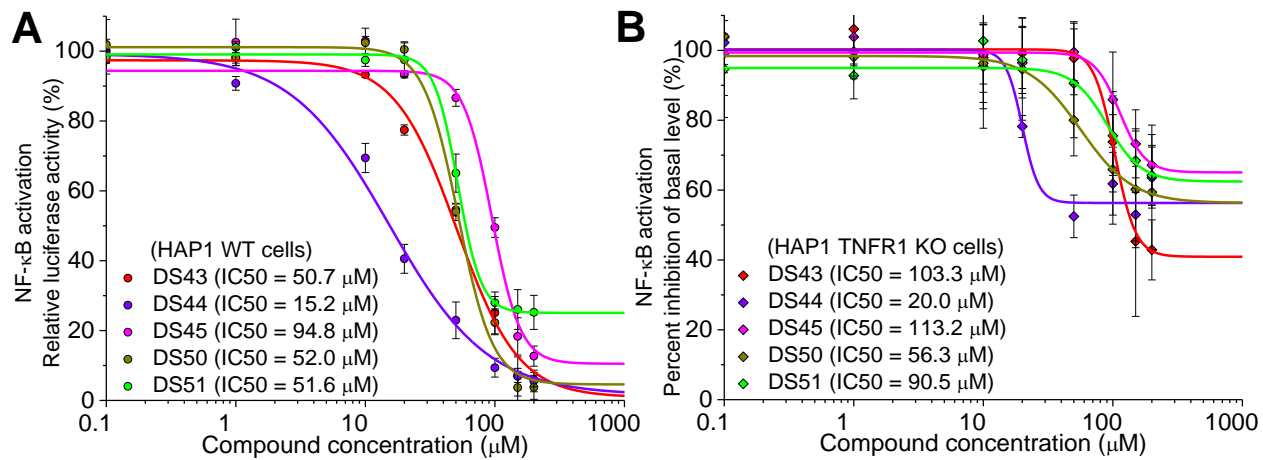 A
NF-κB activation
Relative luciferase activity (%)
100
80
60
40
20
0
(HAP1 WT cells)
DS43 (IC50 = 50.7 μM)
DS44 (IC50 = 15.2 μM)
DS45 (IC50 = 94.8 μM)
DS50 (IC50 = 52.0 μM)
DS51 (IC50 = 51.6 μM)
0.1 1 10 100 1000
Compound concentration (μM)
B
NF-κB activation
Percent inhibition of basal level (%)
100
80
60
40
20
0
(HAP1 TNFR1 KO cells)
DS43 (IC50 = 103.3 μM)
DS44 (IC50 = 20.0 μM)
DS45 (IC50 = 113.2 μM)
DS50 (IC50 = 56.3 μM)
DS51 (IC50 = 90.5 μM)
0.1 1 10 100 1000
Compound concentration (μM)